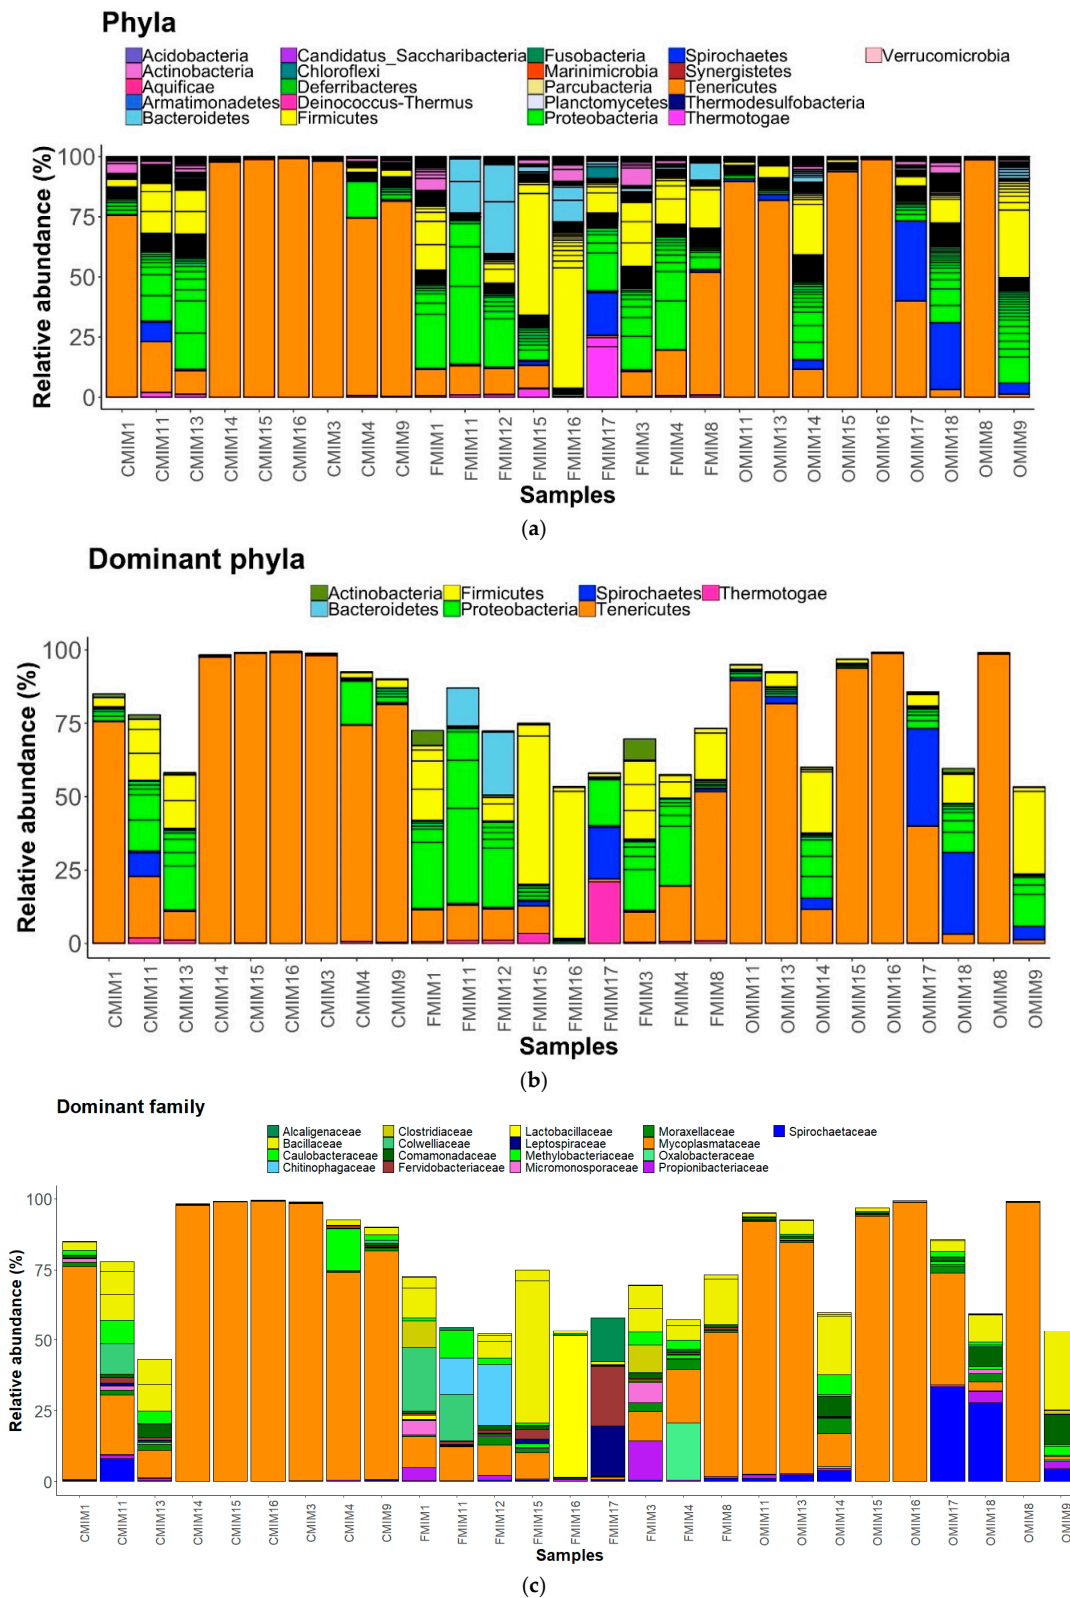 Phyla
Acidobacteria Candidatus_Saccharibacteria Fusobacteria Spirochaetes Verrucomicrobia
Actinobacteria Chloroflexi Marinimicrobia Synergistetes
Aquificae Deferribacteres Parcubacteria Tenericutes
Armatimonadetes Deinococcus-Thermus Planctomycetes Thermodesulfobacteria
Bacteroidetes Firmicutes Proteobacteria Thermotogae
Relative abundance (%)
100
75
50
25
0
CMIM1 CMIM11 CMIM13 CMIM14 CMIM15 CMIM16 CMIM3 CMIM4 CMIM9 FMIM1 FMIM11 FMIM12 FMIM15 FMIM16 FMIM17 FMIM3 FMIM4 FMIM8 OMIM11 OMIM13 OMIM14 OMIM15 OMIM16 OMIM17 OMIM18 OMIM8 OMIM9
Samples
(a)
Dominant phyla
Actinobacteria Firmicutes Spirochaetes Thermotogae
Bacteroidetes Proteobacteria Tenericutes
Relative abundance (%)
100
75
50
25
0
CMIM1 CMIM11 CMIM13 CMIM14 CMIM15 CMIM16 CMIM3 CMIM4 CMIM9 FMIM1 FMIM11 FMIM12 FMIM15 FMIM16 FMIM17 FMIM3 FMIM4 FMIM8 OMIM11 OMIM13 OMIM14 OMIM15 OMIM16 OMIM17 OMIM18 OMIM8 OMIM9
Samples
(b)
Dominant family
Alcaligenaceae Clostridiaceae Lactobacillaceae Moraxellaceae Spirochaetaceae
Bacillaceae Colwelliaceae Leptospiraceae Mycoplasmataceae
Caulobacteraceae Comamonadaceae Methylobacteriaceae Oxalobacteraceae
Chitinophagaceae Fervidobacteriaceae Micromonosporaceae Propionibacteriaceae
Relative abundance (%)
100
75
50
25
0
CMIM1 CMIM11 CMIM13 CMIM14 CMIM15 CMIM16 CMIM3 CMIM4 CMIM9 FMIM1 FMIM11 FMIM12 FMIM15 FMIM16 FMIM17 FMIM3 FMIM4 FMIM8 OMIM11 OMIM13 OMIM14 OMIM15 OMIM16 OMIM17 OMIM18 OMIM8 OMIM9
Samples
(c)